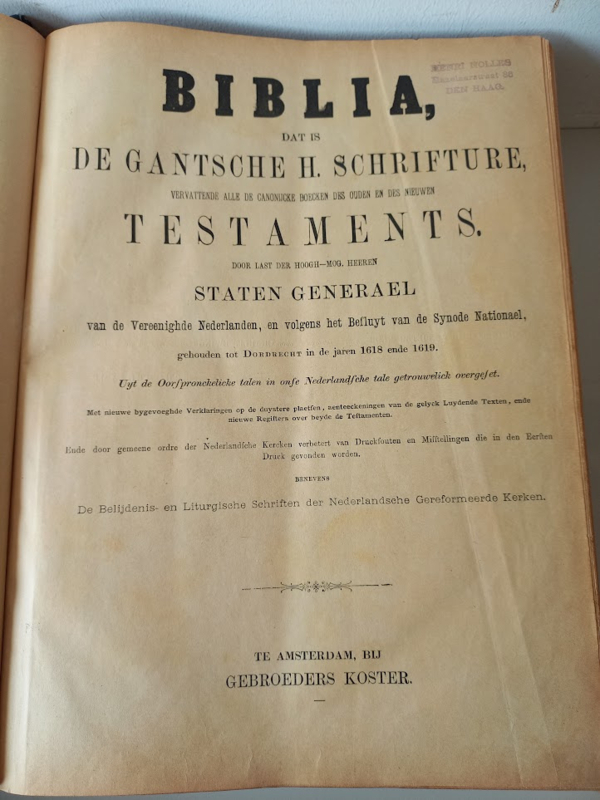 BIBLIA,
DAT IS
DE GANTSCHE H. SCHRIFTURE,
VERVATTENDE ALLE DE CANONIJCKE BOECKEN DES OUDEN EN DES NIEUWEN
TESTAMENTS.
DOOR LAST DER HOOGH-MOG. HEEREN
STATEN GENERAEL
van de Vereenighde Nederlanden, en volgens het Beſluyt van de Synode Nationael,
gehouden tot DORDRECHT in de jaren 1618 ende 1619.
Uyt de Oorſpronckelicke talen in onſe Nederlandſche tale getrouwelick overgeſet.
Met nieuwe bygevoeghde Verklaringen op de duystere plaetſen, aenteeckeningen van de gelyck Luydende Texten, ende
nieuwe Regiſters over beyde de Teſtamenten.
Ende door gemeene ordre der Nederlandſche Kercken verbetert van Druckfouten en Miſſtellingen die in den Eerſten
Druck gevonden worden.
BENEVENS
De Belijdenis- en Liturgische Schriften der Nederlandsche Gereformeerde Kerken.
TE AMSTERDAM, BIJ
GEBROEDERS KOSTER.
HENRI HOLLES
DEN HAAG.